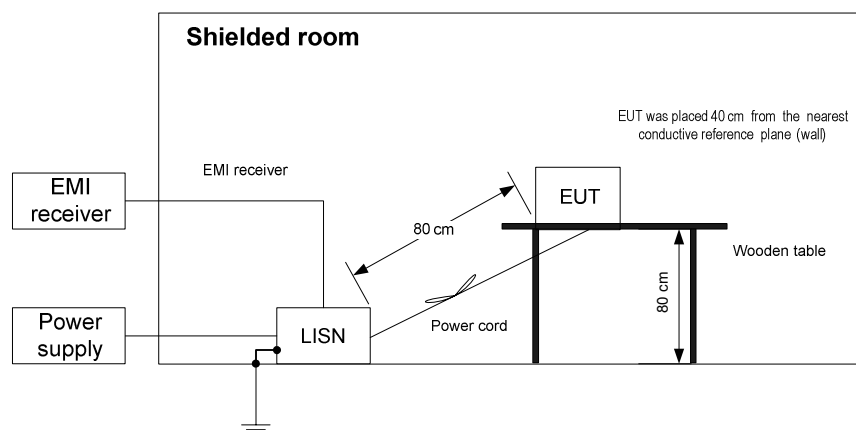 Shielded room
EUT was placed 40 cm from the nearest
conductive reference plane (wall)
EMI receiver
EMI
receiver
EUT
80 cm
Wooden table
80 cm
Power
supply
LISN
Power cord